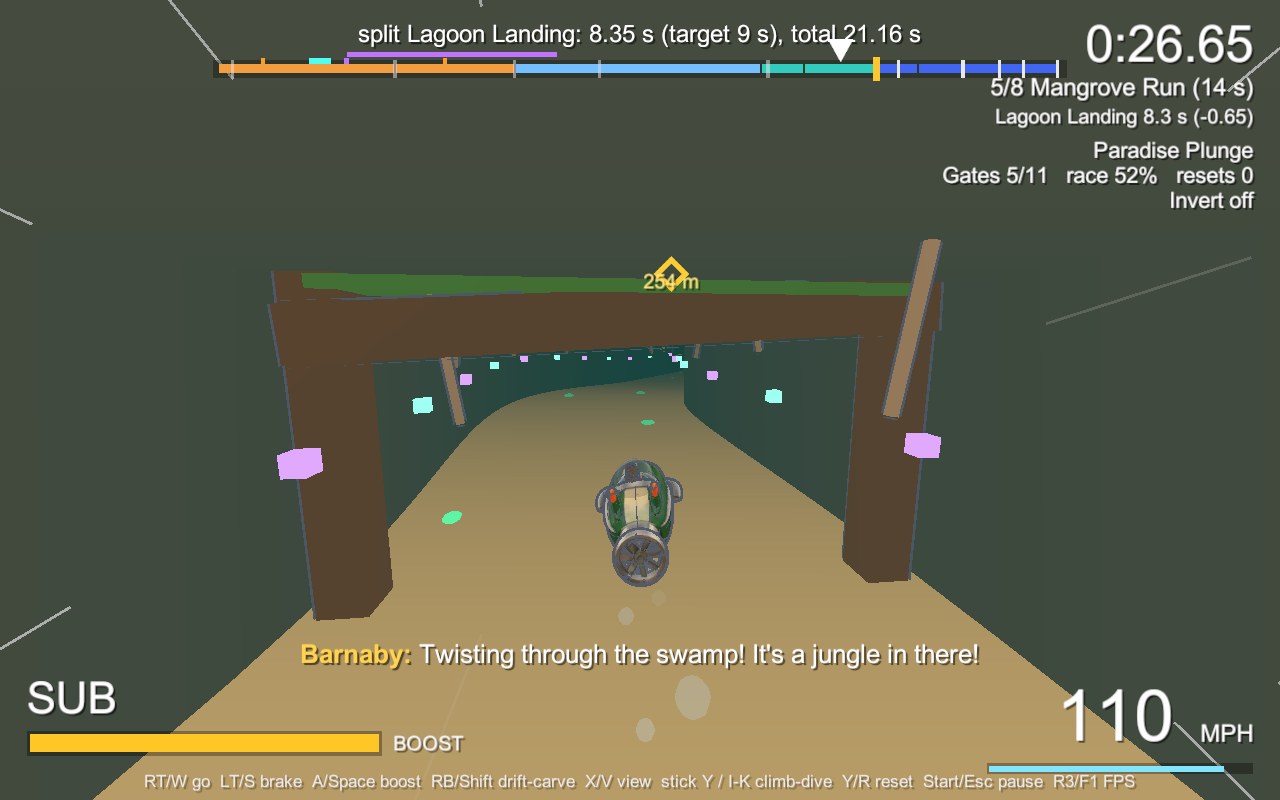 split Lagoon Landing: 8.35 s (target 9 s), total 21.16 s
0:26.65
5/8 Mangrove Run (14 s)
Lagoon Landing 8.3 s (-0.65)
Paradise Plunge
Gates 5/11 race 52% resets 0
Invert off
254 m
Barnaby: Twisting through the swamp! It's a jungle in there!
SUB
BOOST
110 MPH
RT/W go LT/S brake A/Space boost RB/Shift drift-carve X/V view stick Y / I-K climb-dive Y/R reset Start/Esc pause R3/F1 FPS